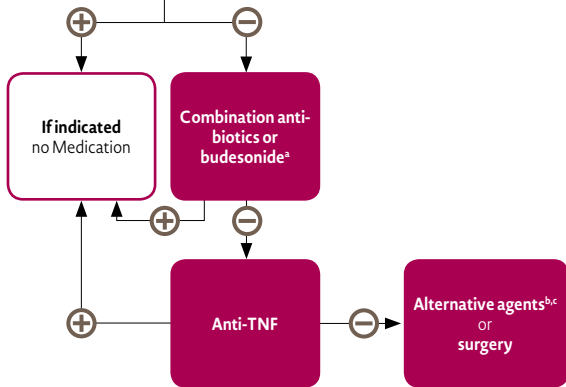 +
−
If indicated
no Medication
Combination anti-
biotics or
budesonideᵃ
+
−
Anti-TNF
+
−
Alternative agentsᵇ,ᶜ
or
surgery